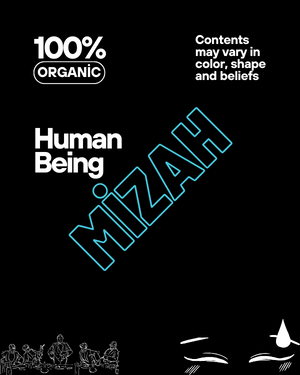 100%
ORGANİC
Contents
may vary in
color, shape
and beliefs
Human
Being
MİZAH